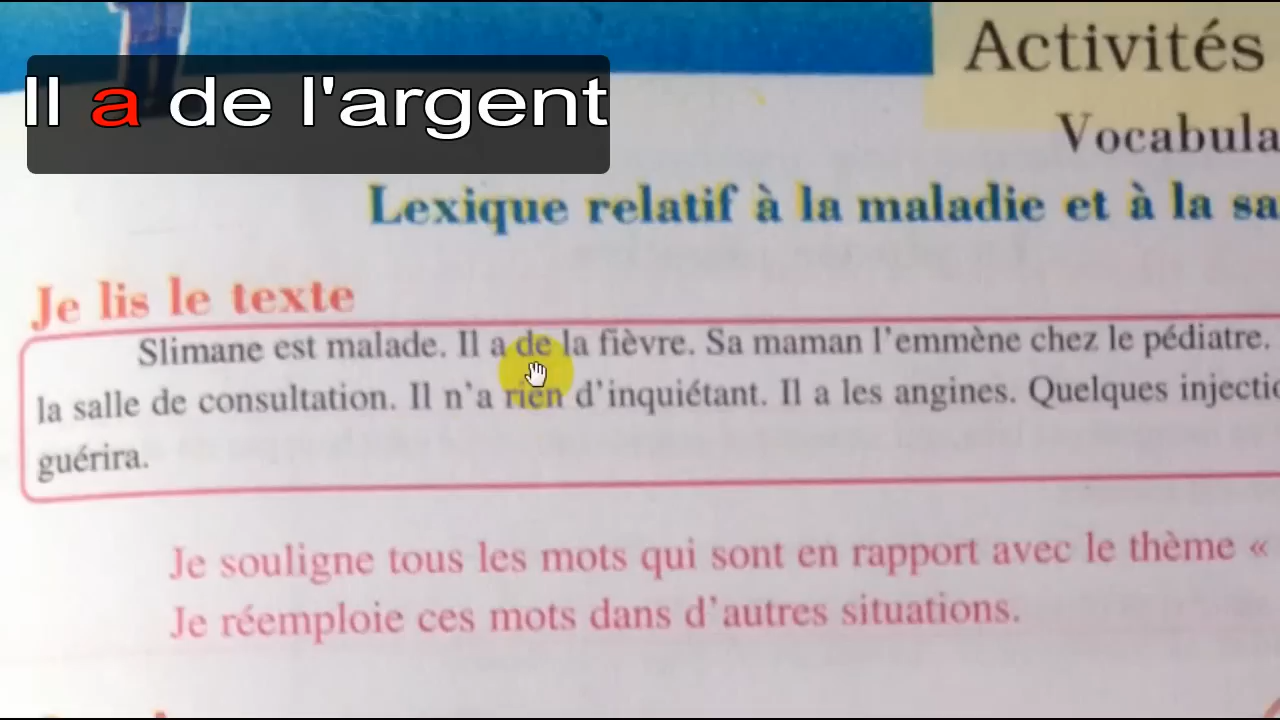 Activités
Il a de l'argent
Lexique relatif à la maladie et à la
Je lis le texte
Slimane est malade. Il a de la fièvre. Sa maman l'emmène chez le pédiatre.
la salle de consultation. Il n'a rien d'inquiétant. Il a les angines. Quelques
guérira.
Je souligne tous les mots qui sont en rapport avec le thème «
Je réemploie ces mots dans d'autres situations.